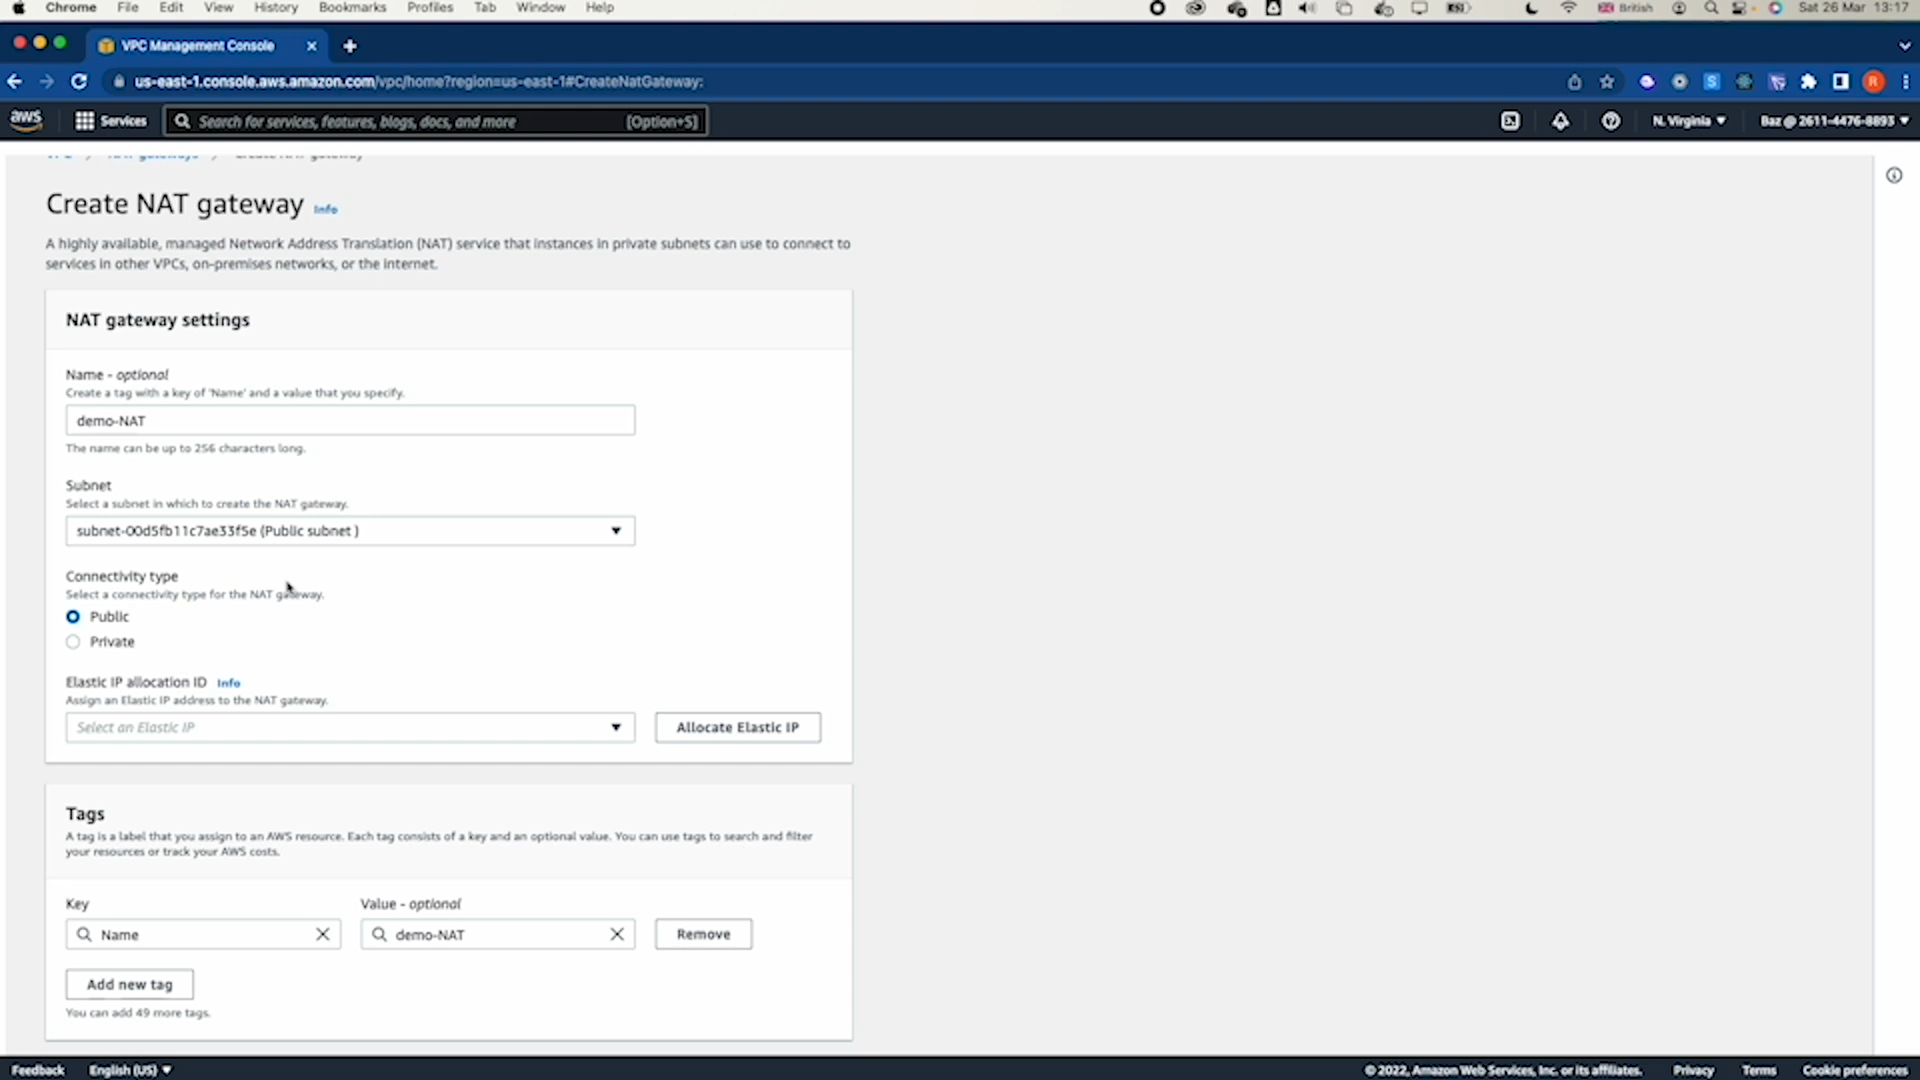 Chrome File Edit View History Bookmarks Profiles Tab Window Help British Sat 26 Mar 13:17
VPC Management Console
us-east-1.console.aws.amazon.com/vpc/home?region=us-east-1#CreateNatGateway:
aws Services Search for services, features, blogs, docs, and more [Option+S] N. Virginia Baz @ 2611-4476-8893
VPC NAT gateways Create NAT gateway
Create NAT gateway Info
A highly available, managed Network Address Translation (NAT) service that instances in private subnets can use to connect to
services in other VPCs, on-premises networks, or the internet.
NAT gateway settings
Name - optional
Create a tag with a key of 'Name' and a value that you specify.
demo-NAT
The name can be up to 256 characters long.
Subnet
Select a subnet in which to create the NAT gateway.
subnet-00d5fb11c7ae33f5e (Public subnet )
Connectivity type
Select a connectivity type for the NAT gateway.
Public
Private
Elastic IP allocation ID Info
Assign an Elastic IP address to the NAT gateway.
Select an Elastic IP Allocate Elastic IP
Tags
A tag is a label that you assign to an AWS resource. Each tag consists of a key and an optional value. You can use tags to search and filter
your resources or track your AWS costs.
Key Value - optional
Name demo-NAT Remove
Add new tag
You can add 49 more tags.
Feedback English (US) © 2022, Amazon Web Services, Inc. or its affiliates. Privacy Terms Cookie preferences